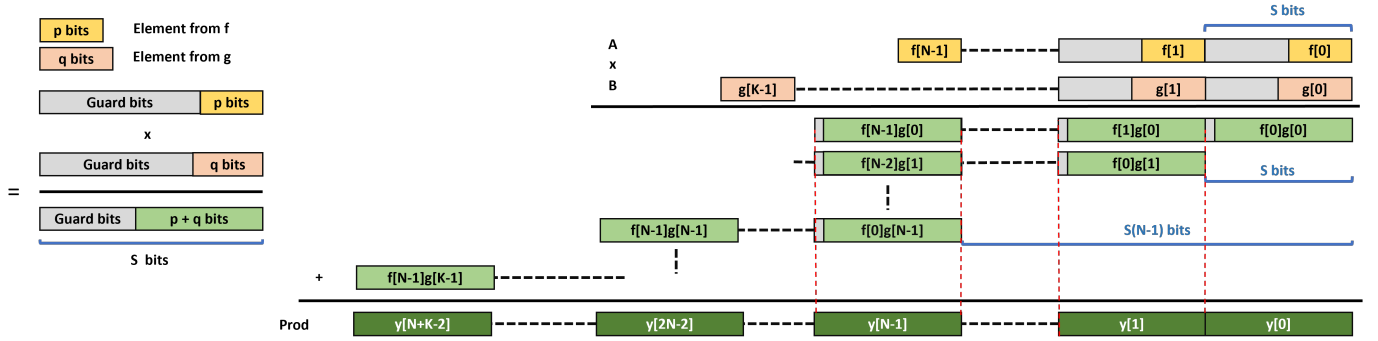 p bits Element from f
q bits Element from g
Guard bits p bits
x
Guard bits q bits
=
Guard bits p + q bits
S bits
S bits
A f[N-1] f[1] f[0]
x
B g[K-1] g[1] g[0]
f[N-1]g[0] f[1]g[0] f[0]g[0]
f[N-2]g[1] f[0]g[1]
S bits
f[N-1]g[N-1] f[0]g[N-1] S(N-1) bits
+ f[N-1]g[K-1]
Prod y[N+K-2] y[2N-2] y[N-1] y[1] y[0]